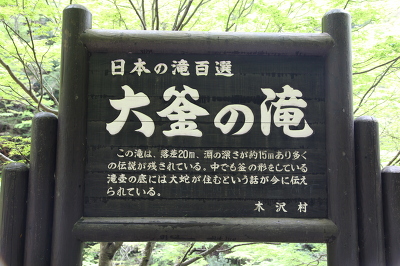 日本の滝百選
大釜の滝
この滝は、落差20m、淵の深さが約15mあり多く
の伝説が残されている。中でも釜の形をしている
滝壺の底には大蛇が住むという話が今に伝え
られている。
木沢村